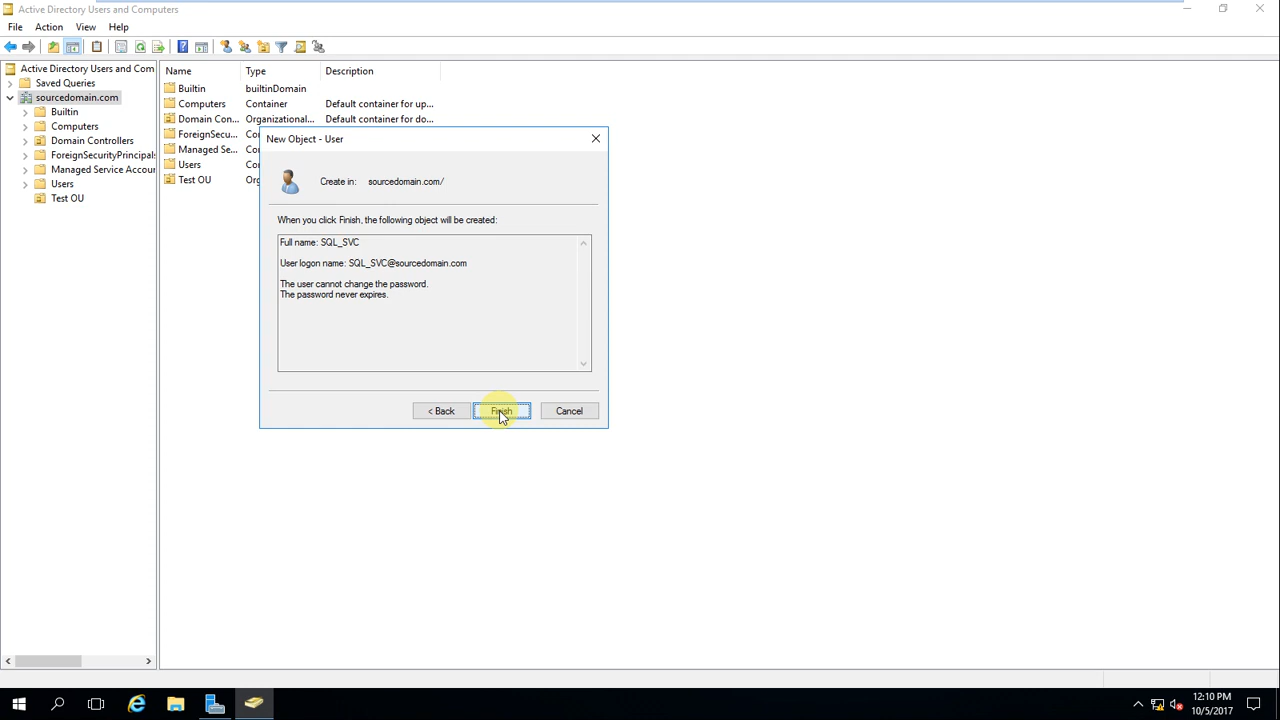 Active Directory Users and Computers
File Action View Help
Active Directory Users and Com
Saved Queries
sourcedomain.com
Builtin
Computers
Domain Controllers
ForeignSecurityPrincipals
Managed Service Accour
Users
Test OU
Name Type Description
Builtin builtinDomain
Computers Container Default container for up...
Domain Con... Organizational... Default container for do...
ForeignSecu... Co
Managed Se... Co
Users Co
Test OU Org
New Object - User
Create in: sourcedomain.com/
When you click Finish, the following object will be created:
Full name: SQL_SVC
User logon name: SQL_SVC@sourcedomain.com
The user cannot change the password.
The password never expires.
< Back Finish Cancel
12:10 PM
10/5/2017